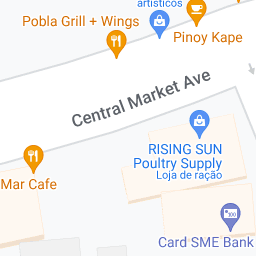 artísticos
Pobla Grill + Wings
Pinoy Kape
Central Market Ave
RISING SUN
Poultry Supply
Loja de ração
Mar Cafe
Card SME Bank